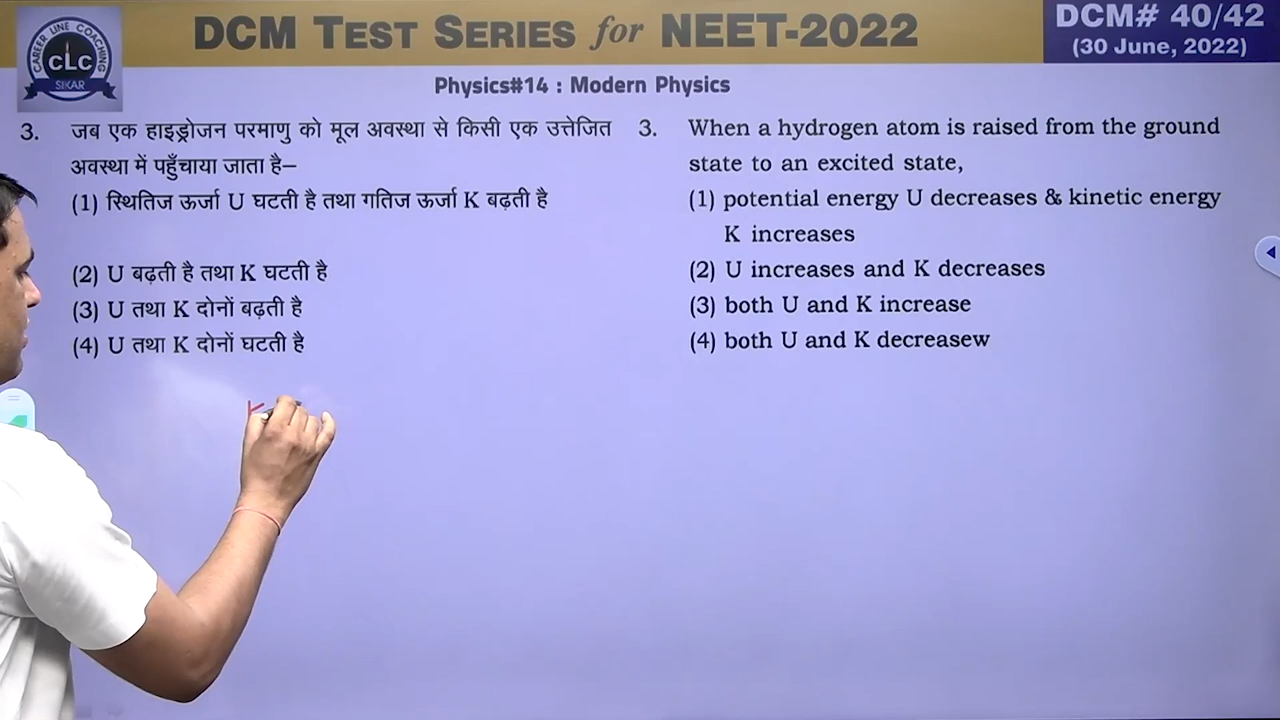 CAREER LINE COACHING
CLC
SIKAR
DCM TEST SERIES for NEET-2022
DCM# 40/42
(30 June, 2022)
Physics#14 : Modern Physics
3. जब एक हाइड्रोजन परमाणु को मूल अवस्था से किसी एक उत्तेजित
अवस्था में पहुँचाया जाता है–
(1) स्थितिज ऊर्जा U घटती है तथा गतिज ऊर्जा K बढ़ती है
(2) U बढ़ती है तथा K घटती है
(3) U तथा K दोनों बढ़ती है
(4) U तथा K दोनों घटती है
3. When a hydrogen atom is raised from the ground
state to an excited state,
(1) potential energy U decreases & kinetic energy
K increases
(2) U increases and K decreases
(3) both U and K increase
(4) both U and K decreasew